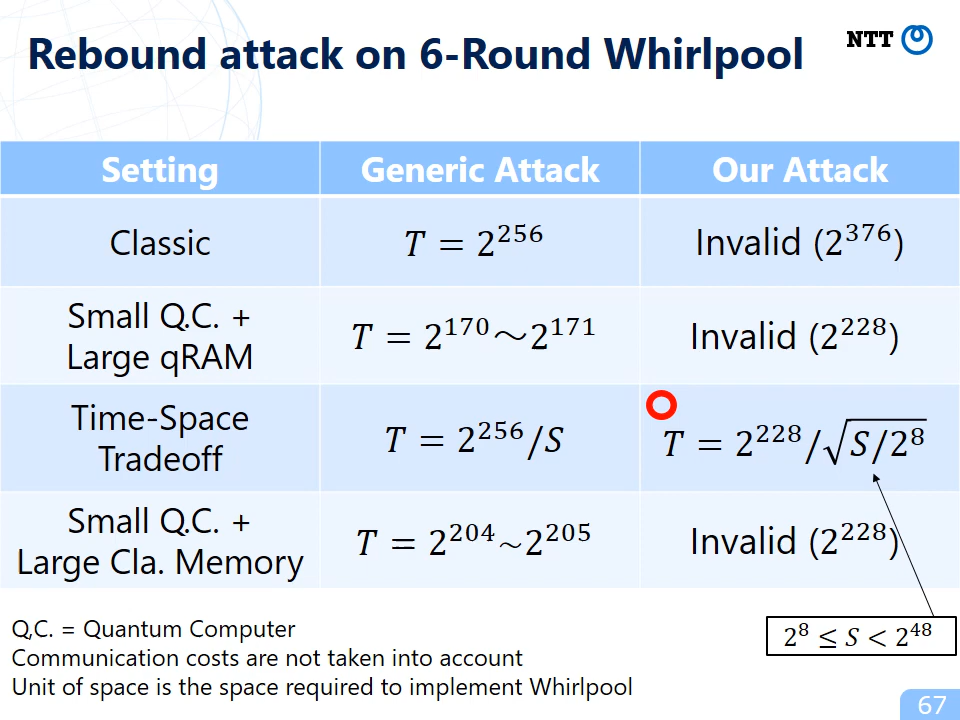 Rebound attack on 6-Round Whirlpool
NTT
Setting Generic Attack Our Attack
Classic T = 2^256 Invalid (2^376)
Small Q.C. +
Large qRAM T = 2^170～2^171 Invalid (2^228)
Time-Space
Tradeoff T = 2^256/S T = 2^228/√(S/2^8)
Small Q.C. +
Large Cla. Memory T = 2^204~2^205 Invalid (2^228)
Q,C. = Quantum Computer
Communication costs are not taken into account
Unit of space is the space required to implement Whirlpool
2^8 ≤ S < 2^48
67